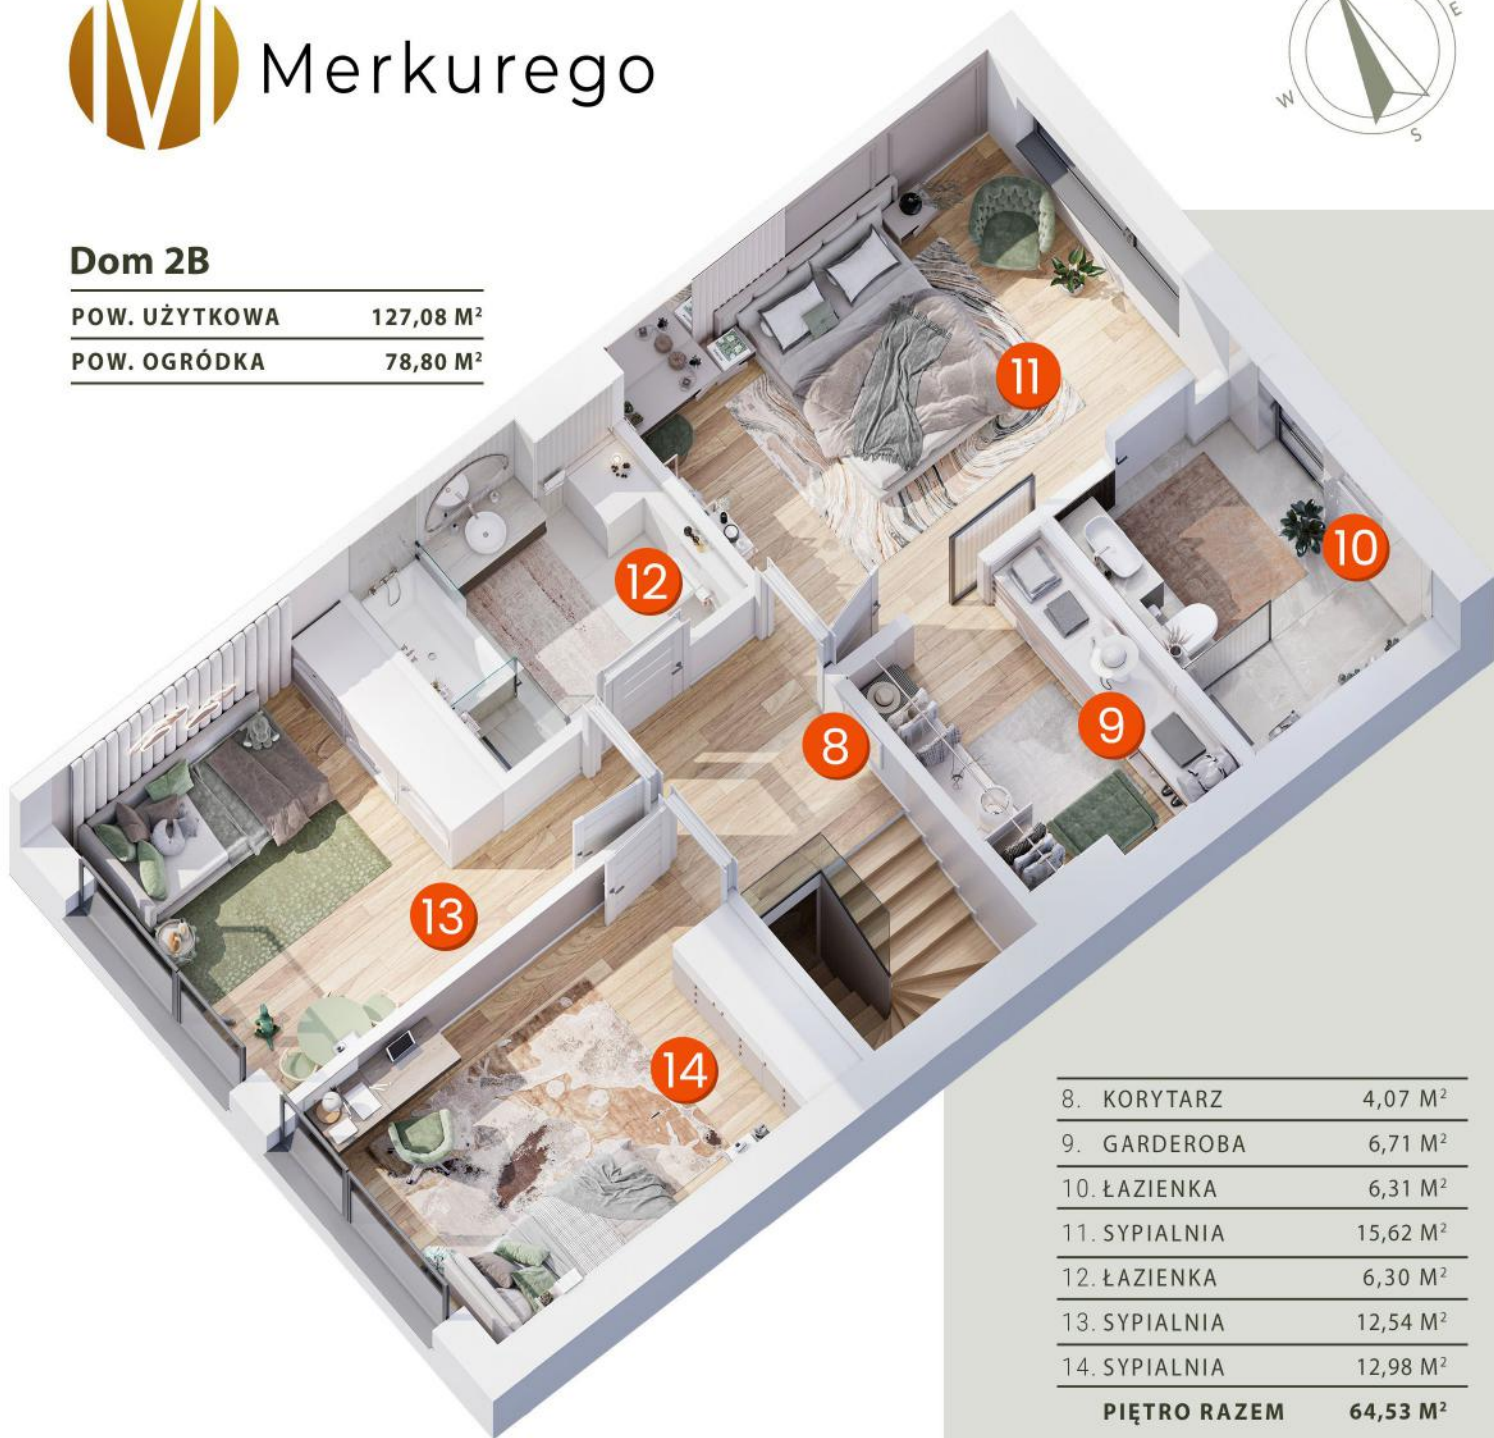 Merkurego
E
W
S
Dom 2B
POW. UŻYTKOWA 127,08 M²
POW. OGRÓDKA 78,80 M²
11
10
12
9
8
13
14
8. KORYTARZ 4,07 M²
9. GARDEROBA 6,71 M²
10. ŁAZIENKA 6,31 M²
11. SYPIALNIA 15,62 M²
12. ŁAZIENKA 6,30 M²
13. SYPIALNIA 12,54 M²
14. SYPIALNIA 12,98 M²
PIĘTRO RAZEM 64,53 M²